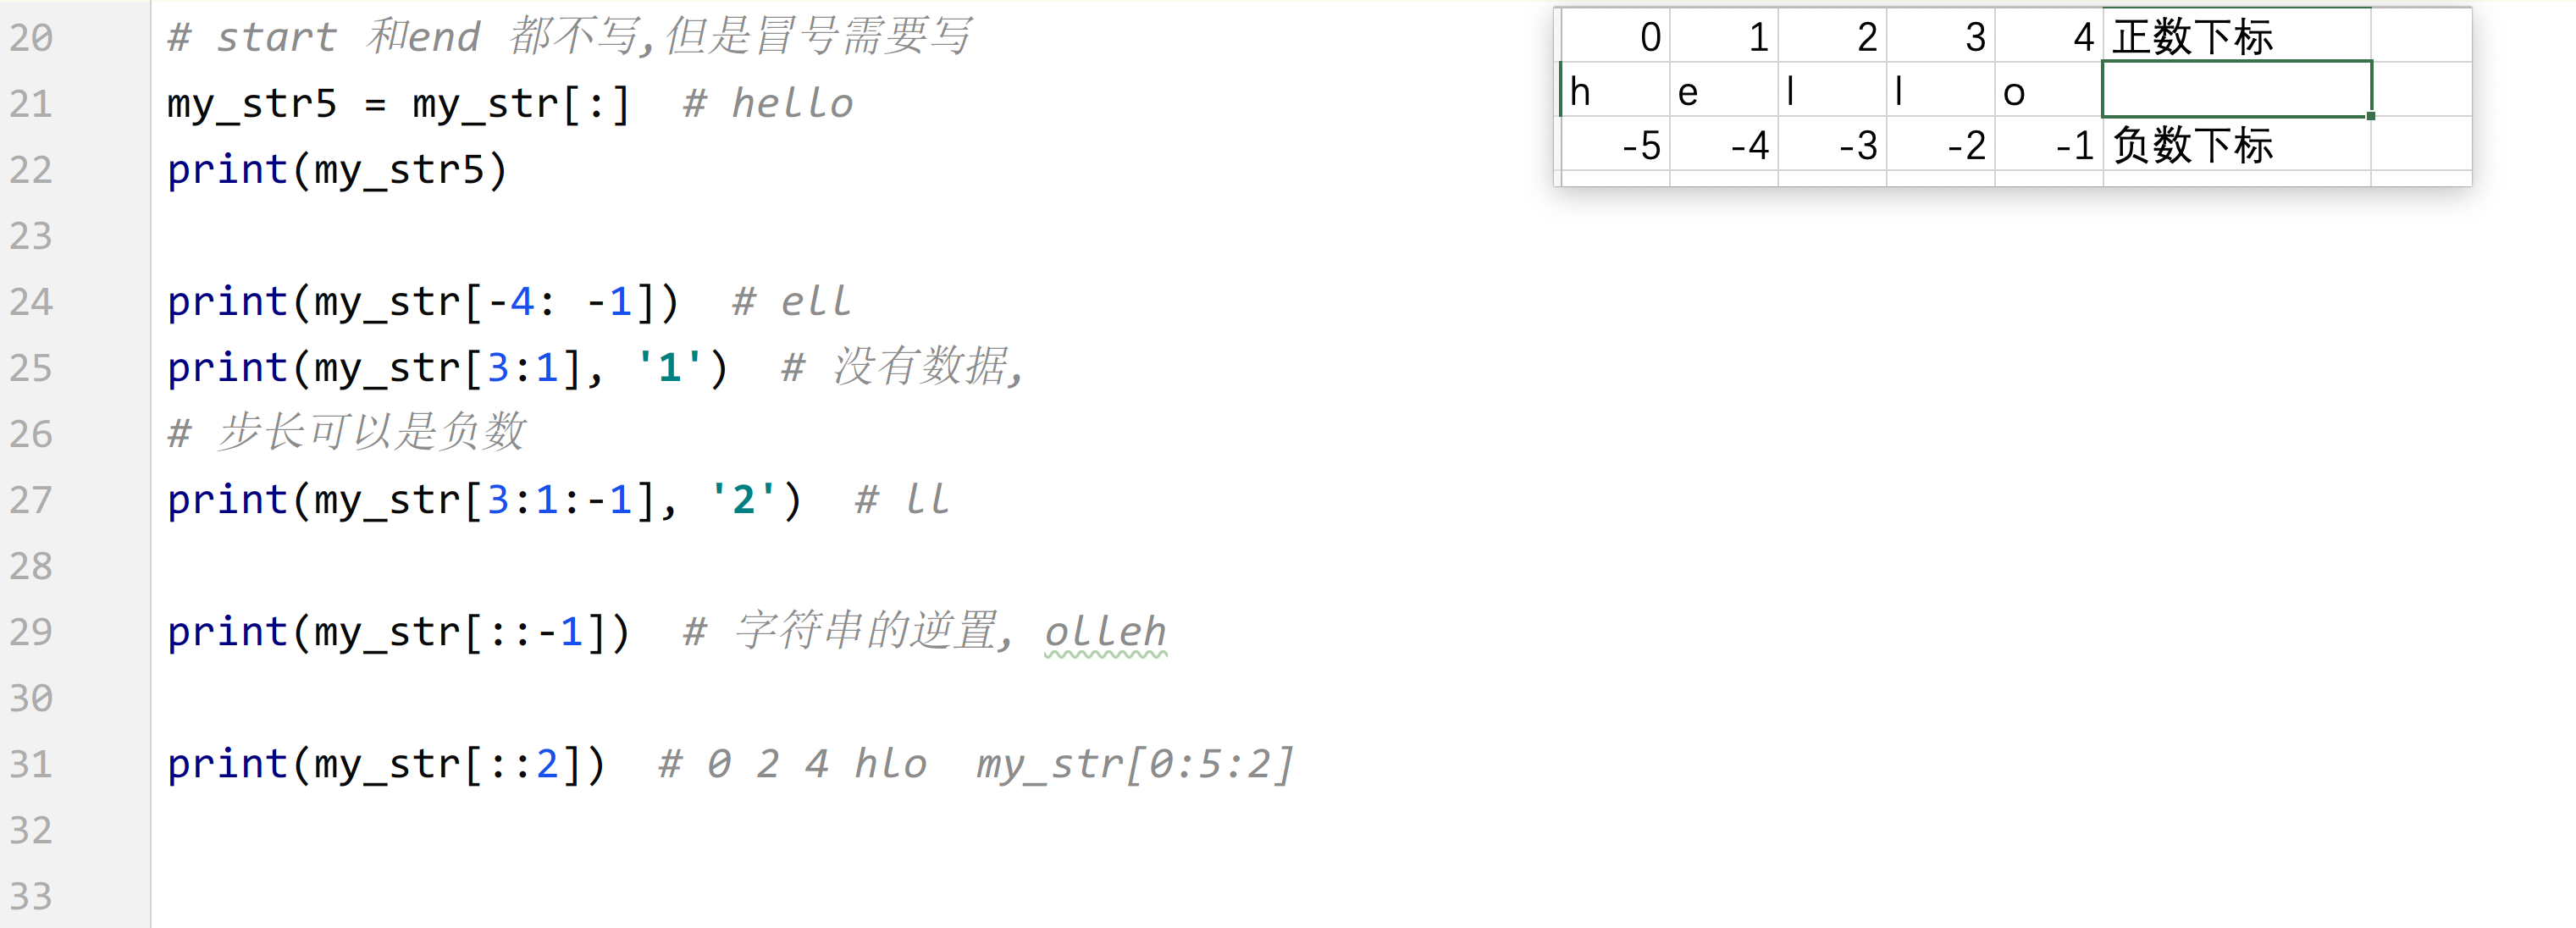 20 # start 和end 都不写,但是冒号需要写
21 my_str5 = my_str[:]  # hello
22 print(my_str5)
23
24 print(my_str[-4: -1])  # ell
25 print(my_str[3:1], '1')  # 没有数据,
26 # 步长可以是负数
27 print(my_str[3:1:-1], '2')  # ll
28
29 print(my_str[::-1])  # 字符串的逆置, olleh
30
31 print(my_str[::2])  # 0 2 4 hlo  my_str[0:5:2]
32
33
0 1 2 3 4 正数下标
h e l l o
-5 -4 -3 -2 -1 负数下标